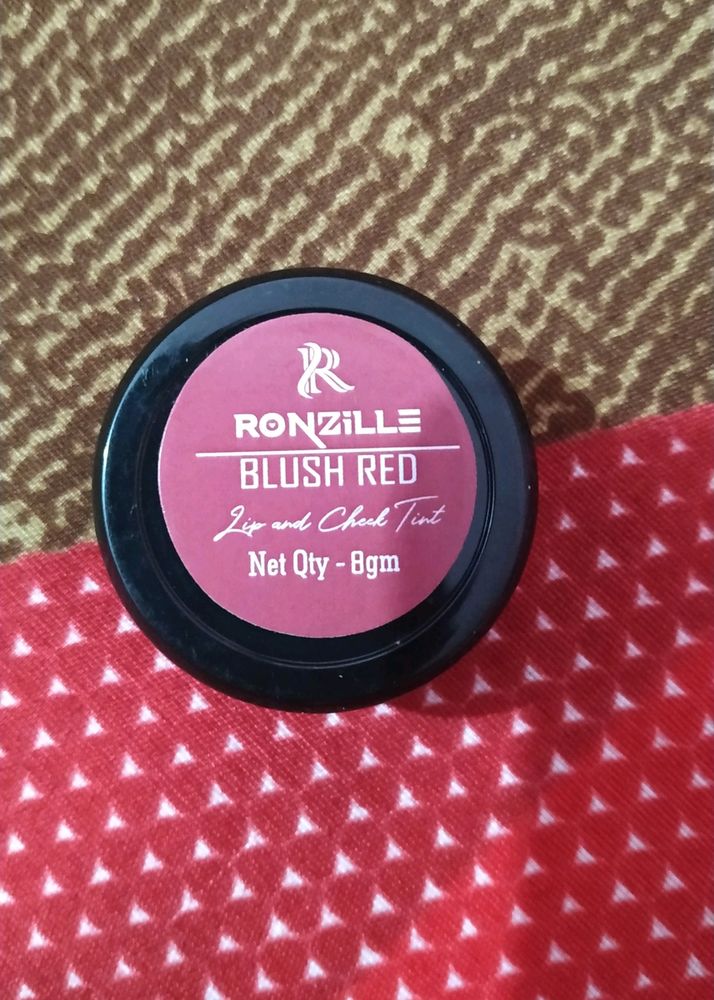 R
RONZiLLE
BLUSH RED
Lip and Cheek Tint
Net Qty - 8gm